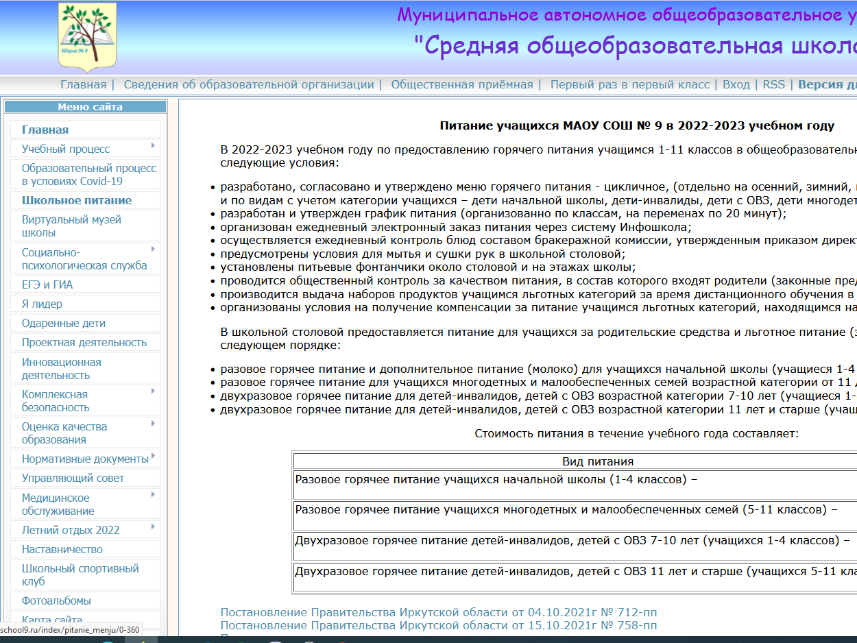 Муниципальное автономное общеобразовательное
"Средняя общеобразовательная
Главная | Сведения об образовательной организации | Общественная приёмная | Первый раз в первый класс | Вход | RSS | Версия
Меню сайта
Главная
Учебный процесс
Образовательный процесс
в условиях Covid-19
Школьное питание
Виртуальный музей
школы
Социально-
психологическая служба
ЕГЭ и ГИА
Я лидер
Одаренные дети
Проектная деятельность
Инновационная
деятельность
Комплексная
безопасность
Оценка качества
образования
Нормативные документы
Управляющий совет
Медицинское
обслуживание
Летний отдых 2022
Наставничество
Школьный спортивный
клуб
Фотоальбомы
Карта сайта
school9.ru/index/pitanie_menju/0-360
Питание учащихся МАОУ СОШ № 9 в 2022-2023 учебном году
В 2022-2023 учебном году по предоставлению горячего питания учащимся 1-11 классов в
следующие условия:
• разработано, согласовано и утверждено меню горячего питания - цикличное, (отдельно на осенний, зимний,
и по видам с учетом категории учащихся – дети начальной школы, дети-инвалиды, дети с ОВЗ, дети
• разработан и утвержден график питания (организованно по классам, на переменах по 20 минут);
• организован ежедневный электронный заказ питания через систему Инфошкола;
• осуществляется ежедневный контроль блюд составом бракеражной комиссии, утвержденным приказом
• предусмотрены условия для мытья и сушки рук в школьной столовой;
• установлены питьевые фонтанчики около столовой и на этажах школы;
• проводится общественный контроль за качеством питания, в состав которого входят родители (законные
• производится выдача наборов продуктов учащимся льготных категорий за время дистанционного обучения в
• организованы условия на получение компенсации за питание учащимся льготных категорий, находящимся
В школьной столовой предоставляется питание для учащихся за родительские средства и льготное питание
следующем порядке:
• разовое горячее питание и дополнительное питание (молоко) для учащихся начальной школы (учащиеся 1-4
• разовое горячее питание для учащихся многодетных и малообеспеченных семей возрастной категории от 11
• двухразовое горячее питание для детей-инвалидов, детей с ОВЗ возрастной категории 7-10 лет (учащиеся 1-
• двухразовое горячее питание для детей-инвалидов, детей с ОВЗ возрастной категории 11 лет и старше
Стоимость питания в течение учебного года составляет:
Вид питания
Разовое горячее питание учащихся начальной школы (1-4 классов) –
Разовое горячее питание учащихся многодетных и малообеспеченных семей (5-11 классов) –
Двухразовое горячее питание детей-инвалидов, детей с ОВЗ 7-10 лет (учащихся 1-4 классов) –
Двухразовое горячее питание детей-инвалидов, детей с ОВЗ 11 лет и старше (учащихся 5-11
Постановление Правительства Иркутской области от 04.10.2021г № 712-пп
Постановление Правительства Иркутской области от 15.10.2021г № 758-пп